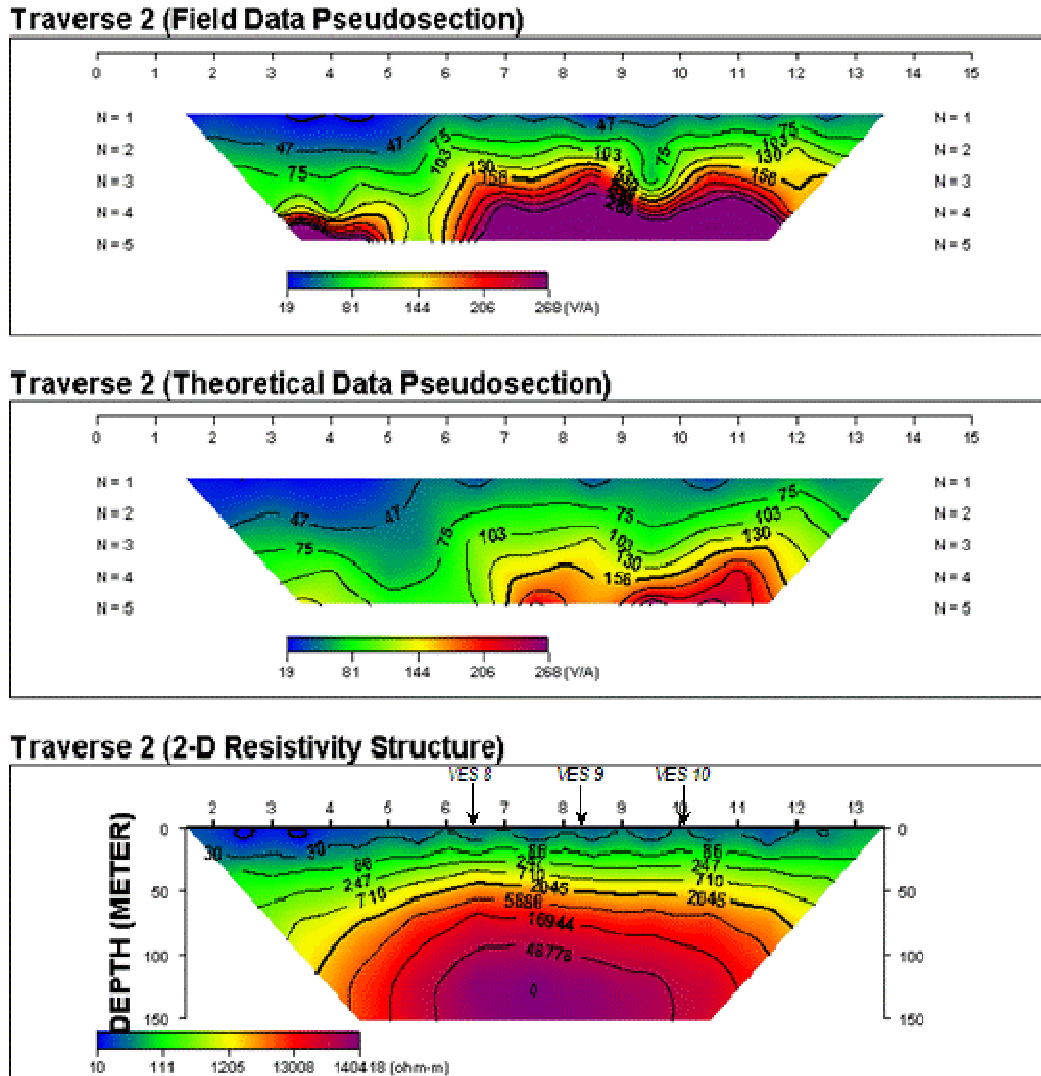 Traverse 2 (Field Data Pseudosection)
0 1 2 3 4 5 6 7 8 9 10 11 12 13 14 15
N = 1 47 75 N = 1
N = 2 47 75 103 103 75 103 130 N = 2
N = 3 75 130 158 158 N = 3
N = 4 N = 4
N = 5 N = 5
19 81 144 206 268 (V/A)
Traverse 2 (Theoretical Data Pseudosection)
0 1 2 3 4 5 6 7 8 9 10 11 12 13 14 15
N = 1 75 N = 1
N = 2 47 47 75 75 103 N = 2
N = 3 75 103 103 130 130 N = 3
N = 4 158 N = 4
N = 5 N = 5
19 81 144 206 268 (V/A)
Traverse 2 (2-D Resistivity Structure)
VES 8 VES 9 VES 10
2 3 4 5 6 7 8 9 10 11 12 13
0 0
30 30 86 86 86
247 247 247
710 710 710
50 2045 2045 50
16944
100 48778 100
150 150
DEPTH (METER)
10 111 1205 13008 140418 (ohm-m)